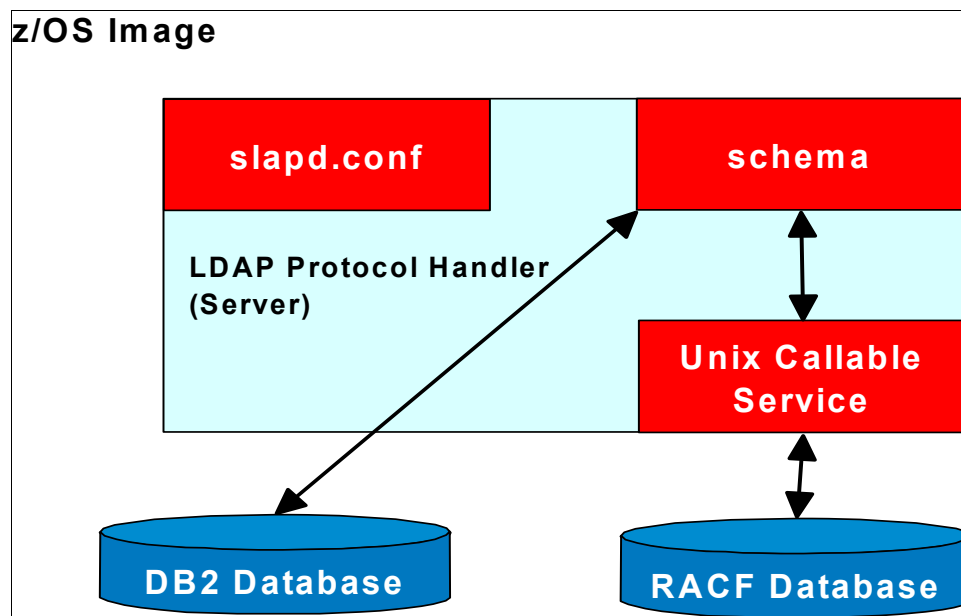 z/OS Image
slapd.conf
schema
LDAP Protocol Handler
(Server)
Unix Callable
Service
DB2 Database
RACF Database